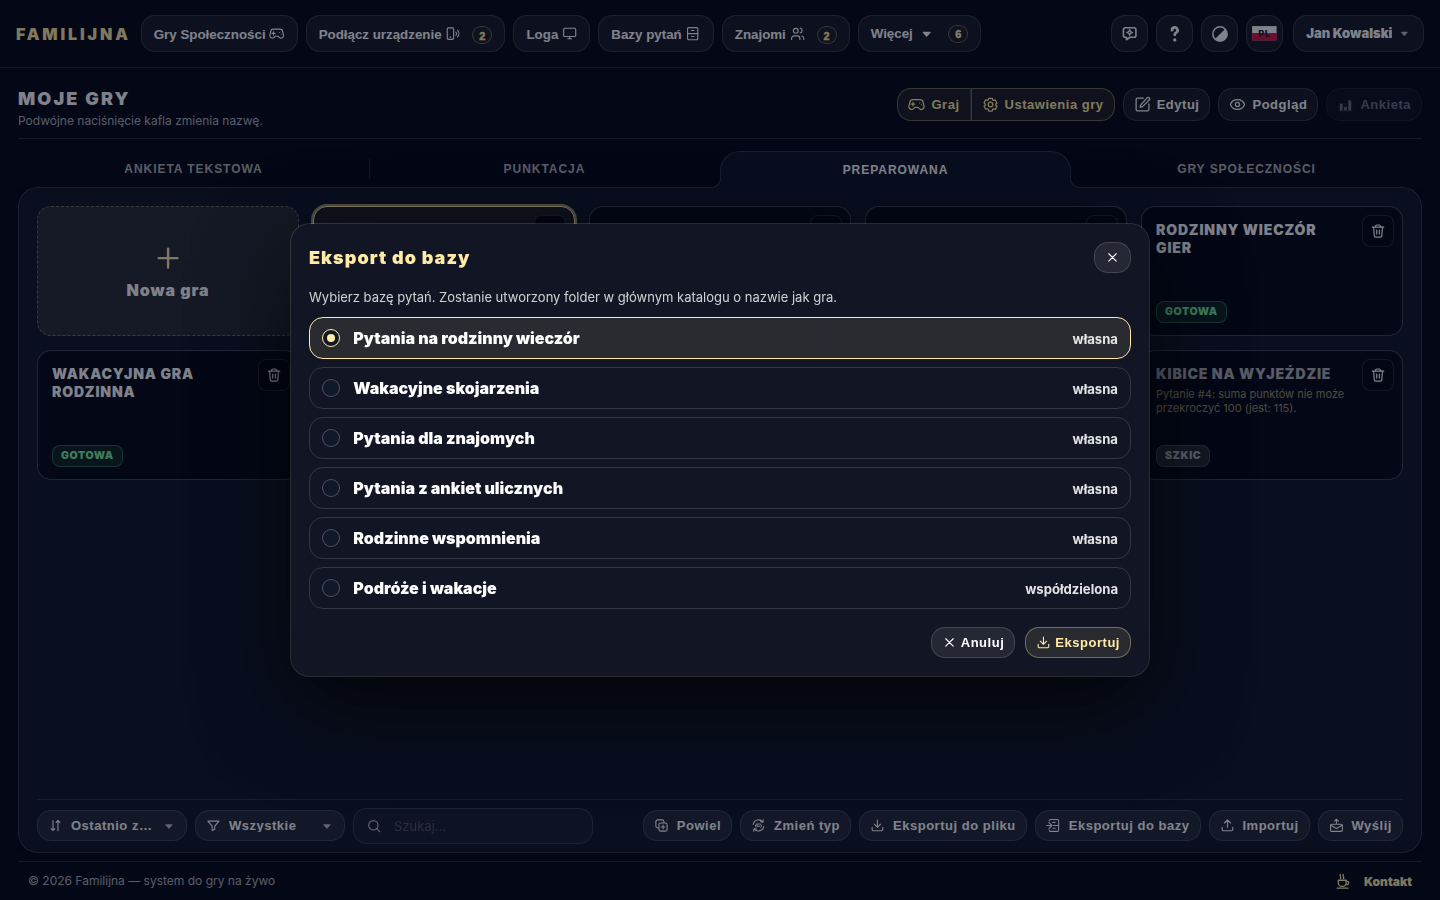 FAMILIJNA
Gry Społeczności
Podłącz urządzenie 2
Loga
Bazy pytań
Znajomi 2
Więcej 6
?
PL
Jan Kowalski
MOJE GRY
Podwójne naciśnięcie kafla zmienia nazwę.
Graj
Ustawienia gry
Edytuj
Podgląd
Ankieta
ANKIETA TEKSTOWA
PUNKTACJA
PREPAROWANA
GRY SPOŁECZNOŚCI
Nowa gra
RODZINNY WIECZÓR
GIER
GOTOWA
WAKACYJNA GRA
RODZINNA
GOTOWA
KIBICE NA WYJEŹDZIE
Pytanie #4: suma punktów nie może
przekroczyć 100 (jest: 115).
SZKIC
Eksport do bazy
Wybierz bazę pytań. Zostanie utworzony folder w głównym katalogu o nazwie jak gra.
Pytania na rodzinny wieczór własna
Wakacyjne skojarzenia własna
Pytania dla znajomych własna
Pytania z ankiet ulicznych własna
Rodzinne wspomnienia własna
Podróże i wakacje współdzielona
Anuluj
Eksportuj
Ostatnio z...
Wszystkie
Szukaj...
Powiel
Zmień typ
Eksportuj do pliku
Eksportuj do bazy
Importuj
Wyślij
© 2026 Familijna — system do gry na żywo
Kontakt